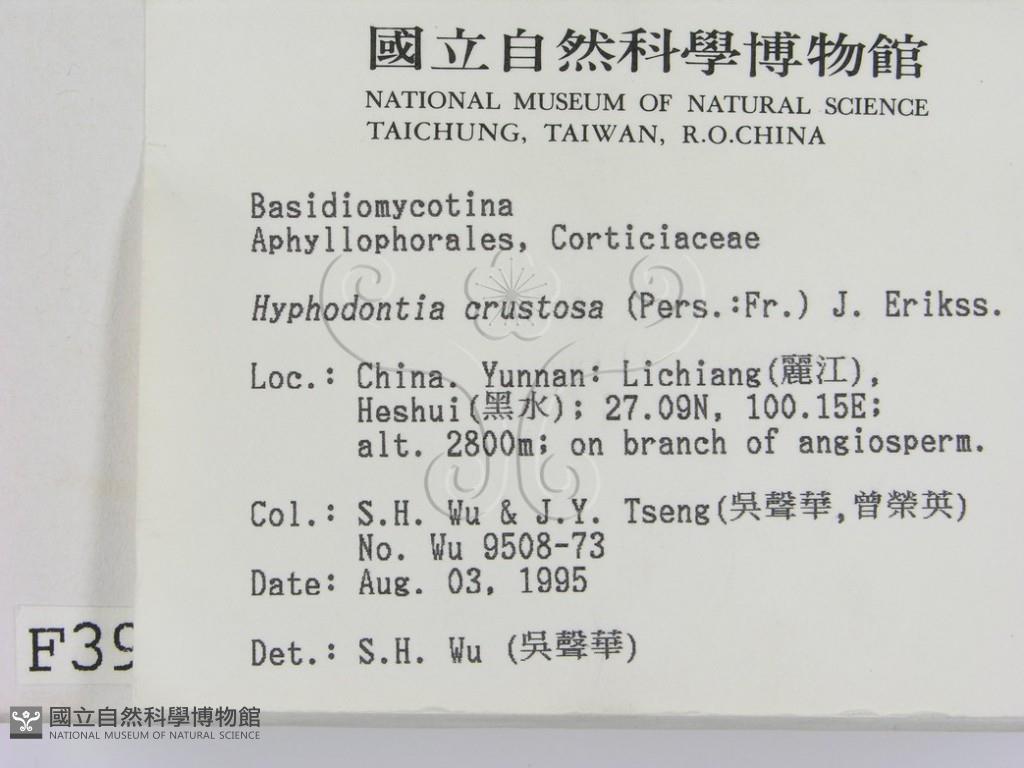 國立自然科學博物館
NATIONAL MUSEUM OF NATURAL SCIENCE
TAICHUNG, TAIWAN, R.O.CHINA
Basidiomycotina
Aphyllophorales, Corticiaceae
Hyphodontia crustosa (Pers.:Fr.) J. Erikss.
Loc.: China. Yunnan: Lichiang(麗江),
Heshui(黑水); 27.09N, 100.15E;
alt. 2800m; on branch of angiosperm.
Col.: S.H. Wu & J.Y. Tseng(吳聲華,曾榮英)
No. Wu 9508-73
Date: Aug. 03, 1995
Det.: S.H. Wu (吳聲華)
F39
國立自然科學博物館
NATIONAL MUSEUM OF NATURAL SCIENCE